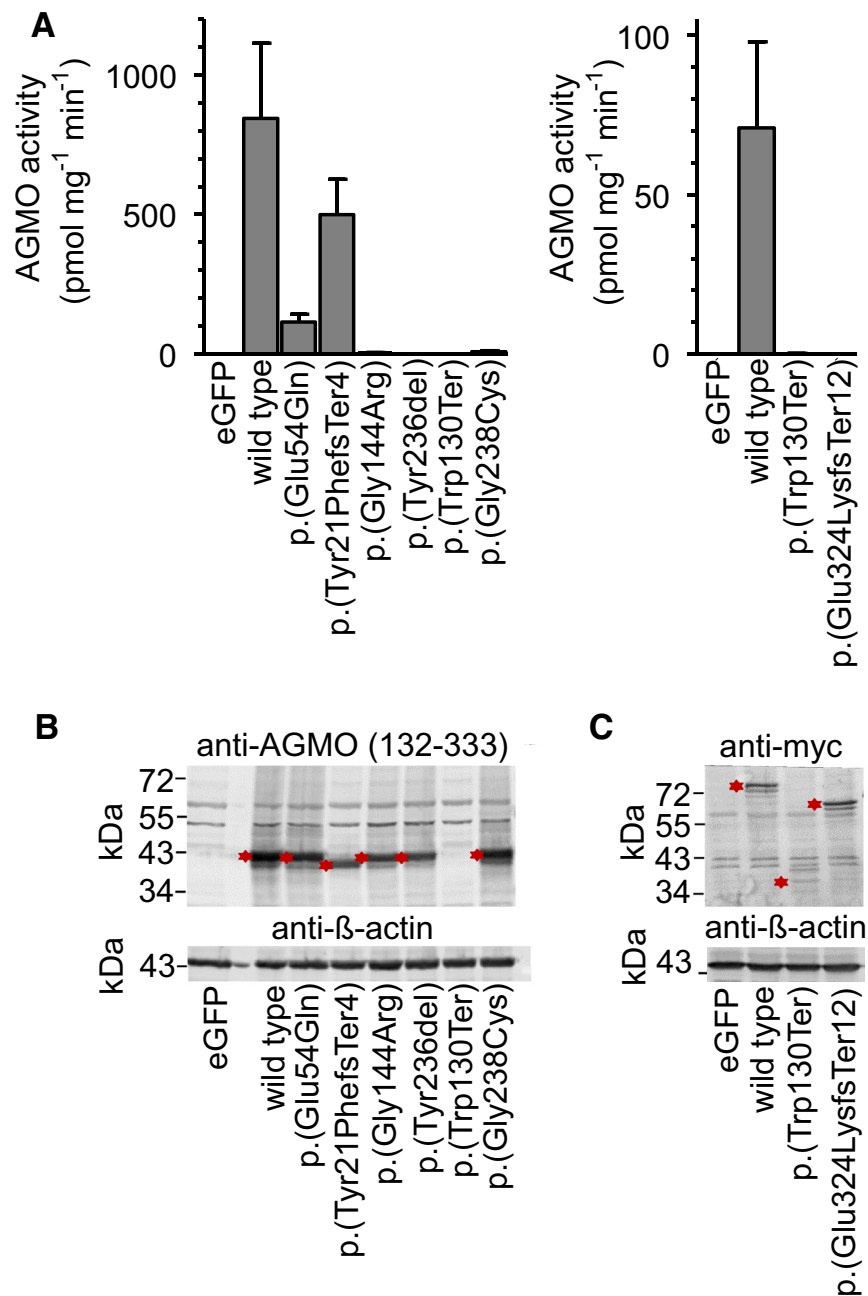 A
AGMO activity
(pmol mg⁻¹ min⁻¹)
1000
500
0
eGFP
wild type
p.(Glu54Gln)
p.(Tyr21PhefsTer4)
p.(Gly144Arg)
p.(Tyr236del)
p.(Trp130Ter)
p.(Gly238Cys)
AGMO activity
(pmol mg⁻¹ min⁻¹)
100
50
0
eGFP
wild type
p.(Trp130Ter)
p.(Glu324LysfsTer12)
B
anti-AGMO (132-333)
kDa
72
55
43
34
anti-ß-actin
kDa
43
eGFP
wild type
p.(Glu54Gln)
p.(Tyr21PhefsTer4)
p.(Gly144Arg)
p.(Tyr236del)
p.(Trp130Ter)
p.(Gly238Cys)
C
anti-myc
kDa
72
55
43
34
anti-ß-actin
kDa
43
eGFP
wild type
p.(Trp130Ter)
p.(Glu324LysfsTer12)